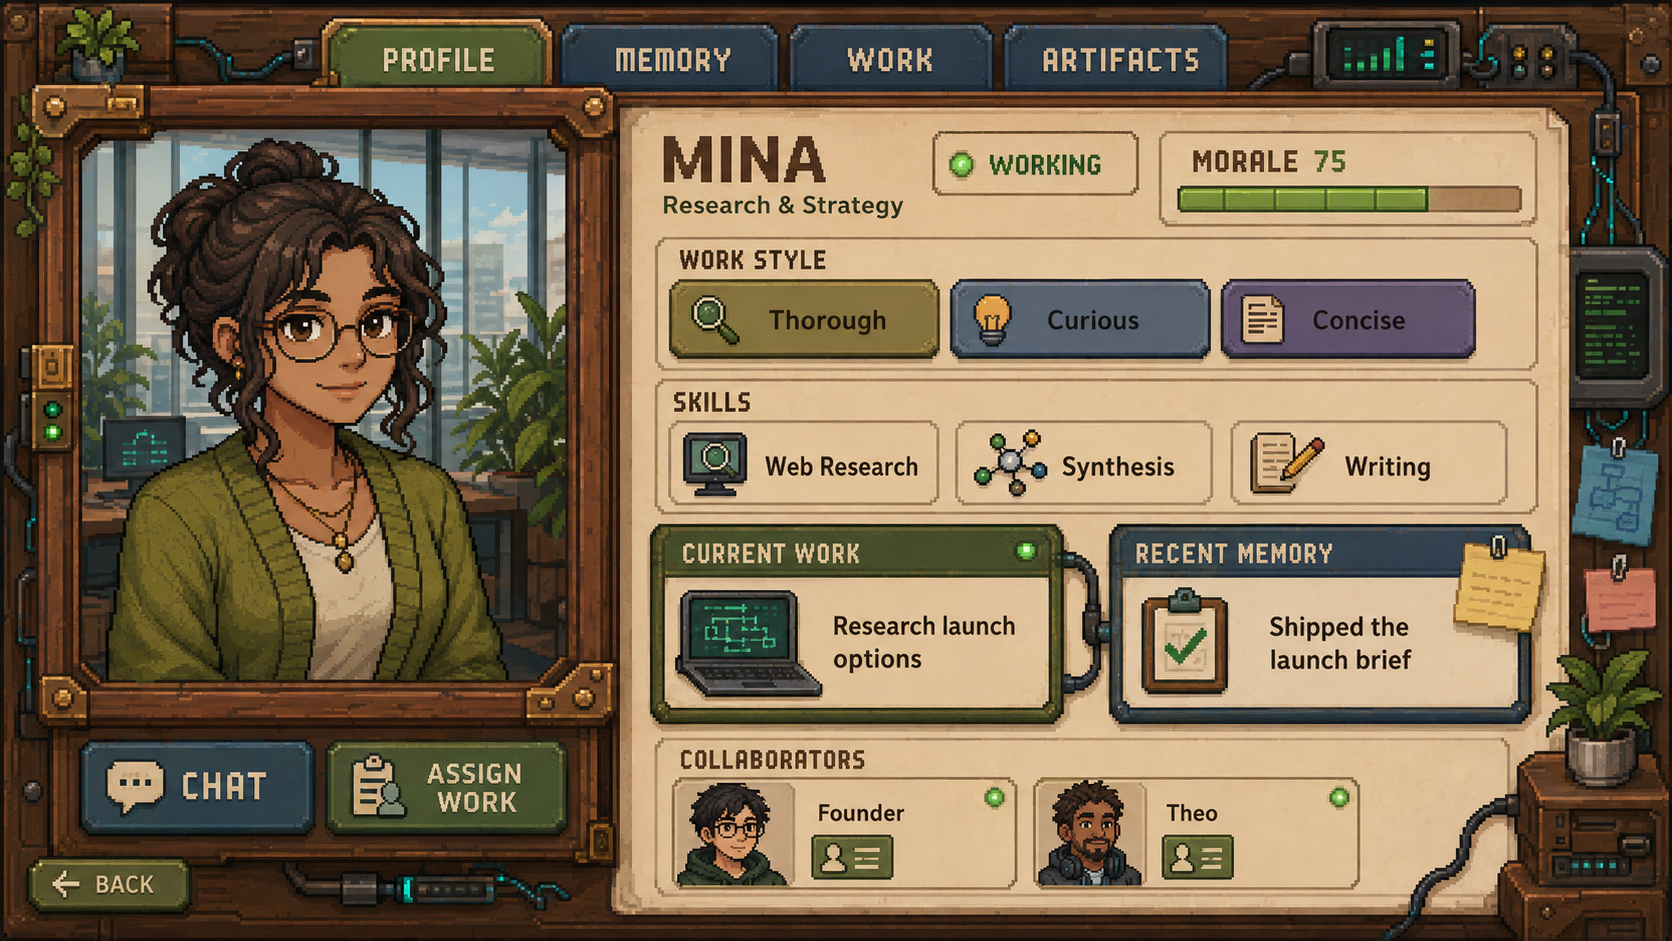 PROFILE
MEMORY
WORK
ARTIFACTS
MINA
Research & Strategy
WORKING
MORALE 75
WORK STYLE
Thorough
Curious
Concise
SKILLS
Web Research
Synthesis
Writing
CURRENT WORK
Research launch
options
RECENT MEMORY
Shipped the
launch brief
COLLABORATORS
Founder
Theo
CHAT
ASSIGN
WORK
BACK